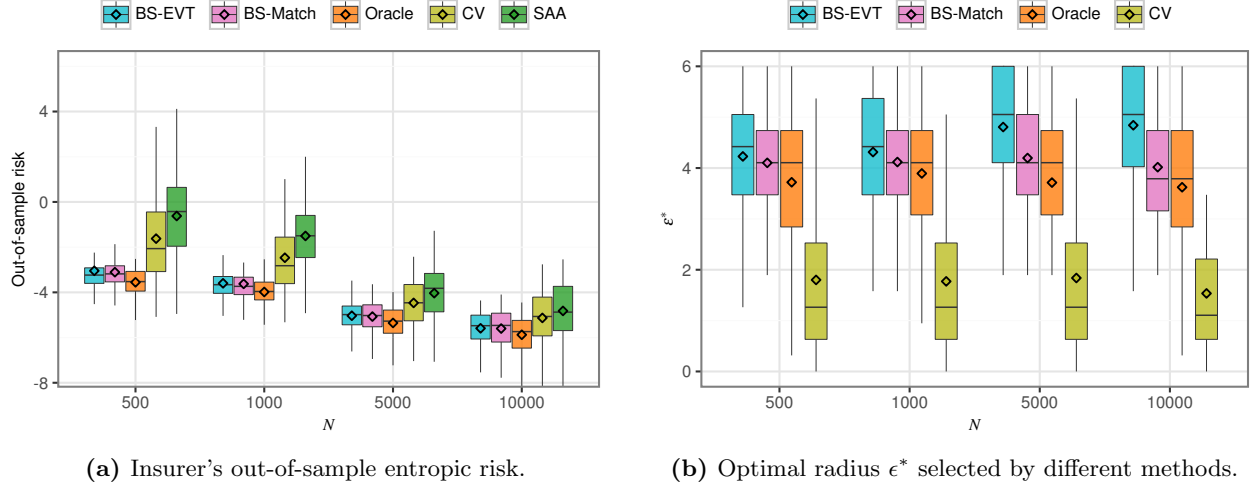 BS-EVT BS-Match Oracle CV SAA
Out-of-sample risk
4
0
-4
-8
500 1000 5000 10000
N
(a) Insurer's out-of-sample entropic risk.
BS-EVT BS-Match Oracle CV
ε*
6
4
2
0
500 1000 5000 10000
N
(b) Optimal radius ϵ* selected by different methods.